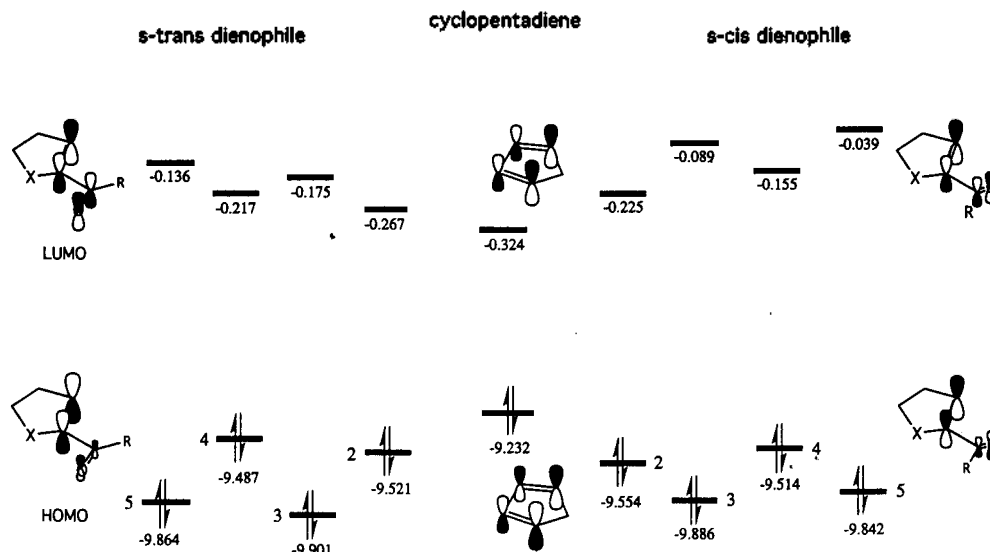 cyclopentadiene
s-trans dienophile
s-cis dienophile
X
R
LUMO
-0.136
-0.217
-0.175
-0.267
-0.324
-0.225
-0.089
-0.155
-0.039
X
R
X
R
HOMO
5
-9.864
4
-9.487
3
-9.901
2
-9.521
-9.232
2
-9.554
3
-9.886
4
-9.514
5
-9.842
X
R